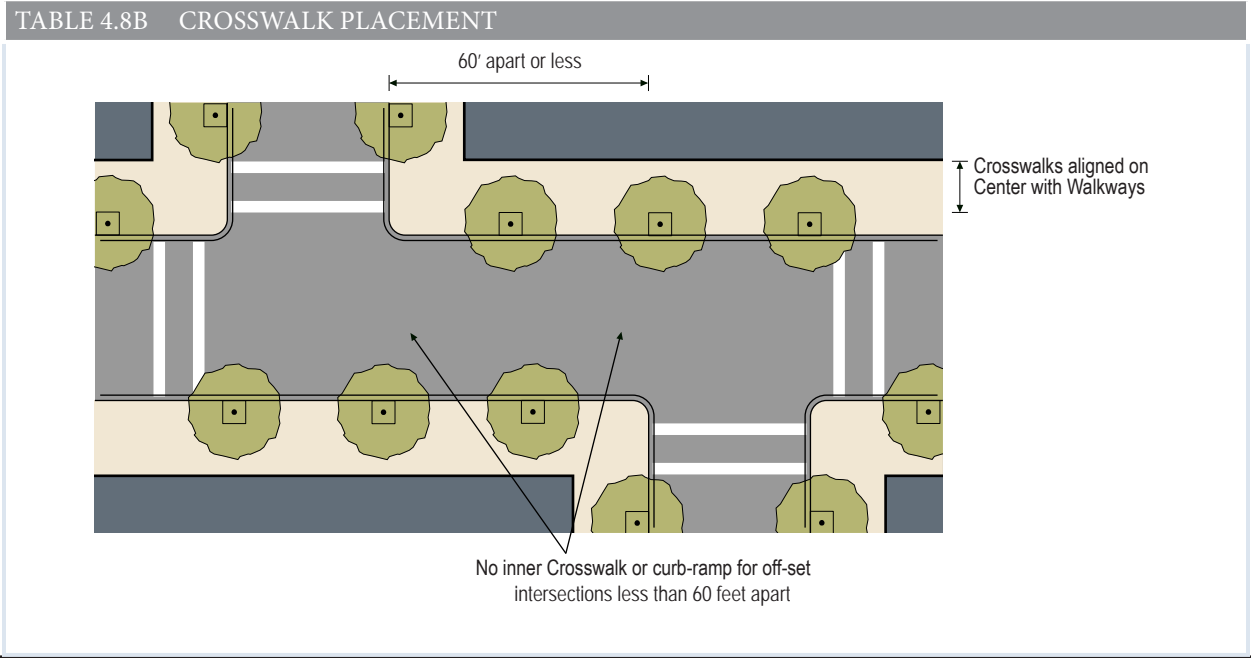 TABLE 4.8B CROSSWALK PLACEMENT
60' apart or less
Crosswalks aligned on
Center with Walkways
No inner Crosswalk or curb-ramp for off-set
intersections less than 60 feet apart